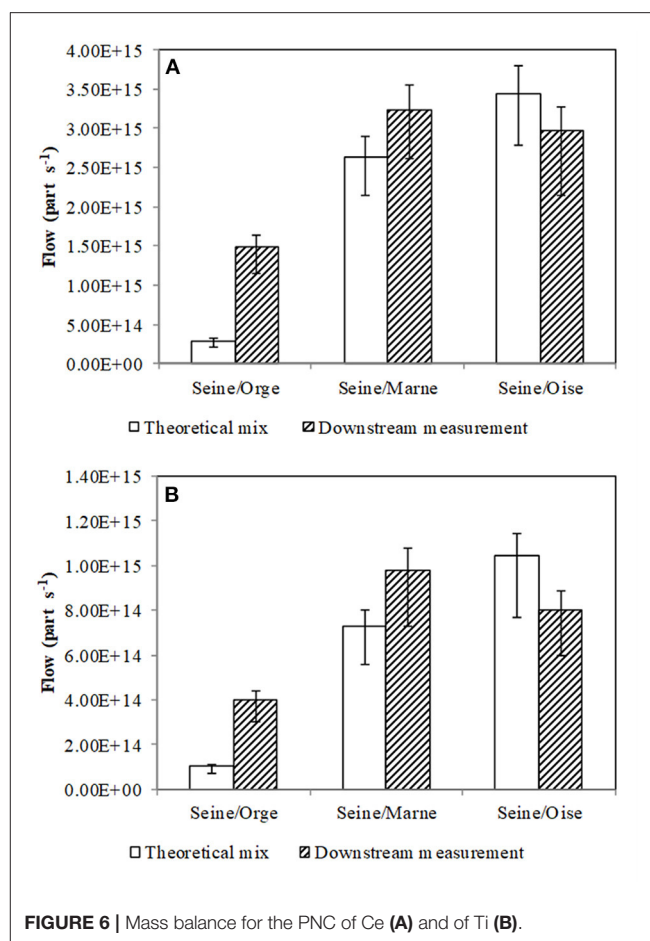 A
4.00E+15
3.50E+15
3.00E+15
2.50E+15
2.00E+15
1.50E+15
1.00E+15
5.00E+14
0.00E+00
Flow (part s⁻¹)
Seine/Orge Seine/Marne Seine/Oise
Theoretical mix Downstream measurement
B
1.40E+15
1.20E+15
1.00E+15
8.00E+14
6.00E+14
4.00E+14
2.00E+14
0.00E+00
Flow (part s⁻¹)
Seine/Orge Seine/Marne Seine/Oise
Theoretical mix Downstream measurement
FIGURE 6 | Mass balance for the PNC of Ce (A) and of Ti (B).